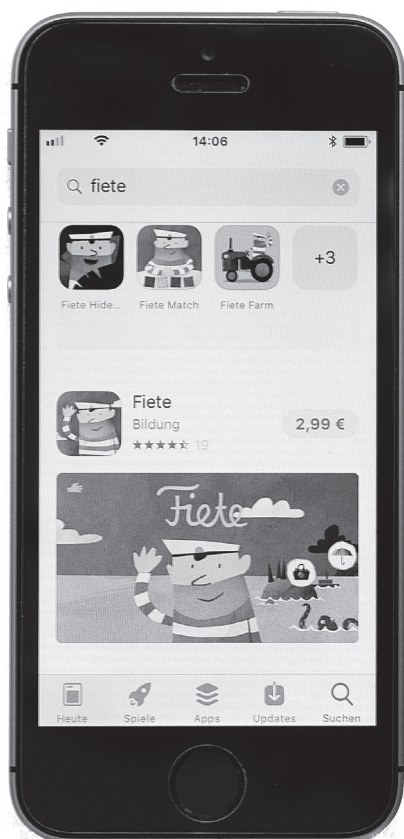 14:06
fiete
Fiete Hide... Fiete Match Fiete Farm +3
Fiete
Bildung
2,99 €
19
Fiete
Heute Spiele Apps Updates Suchen